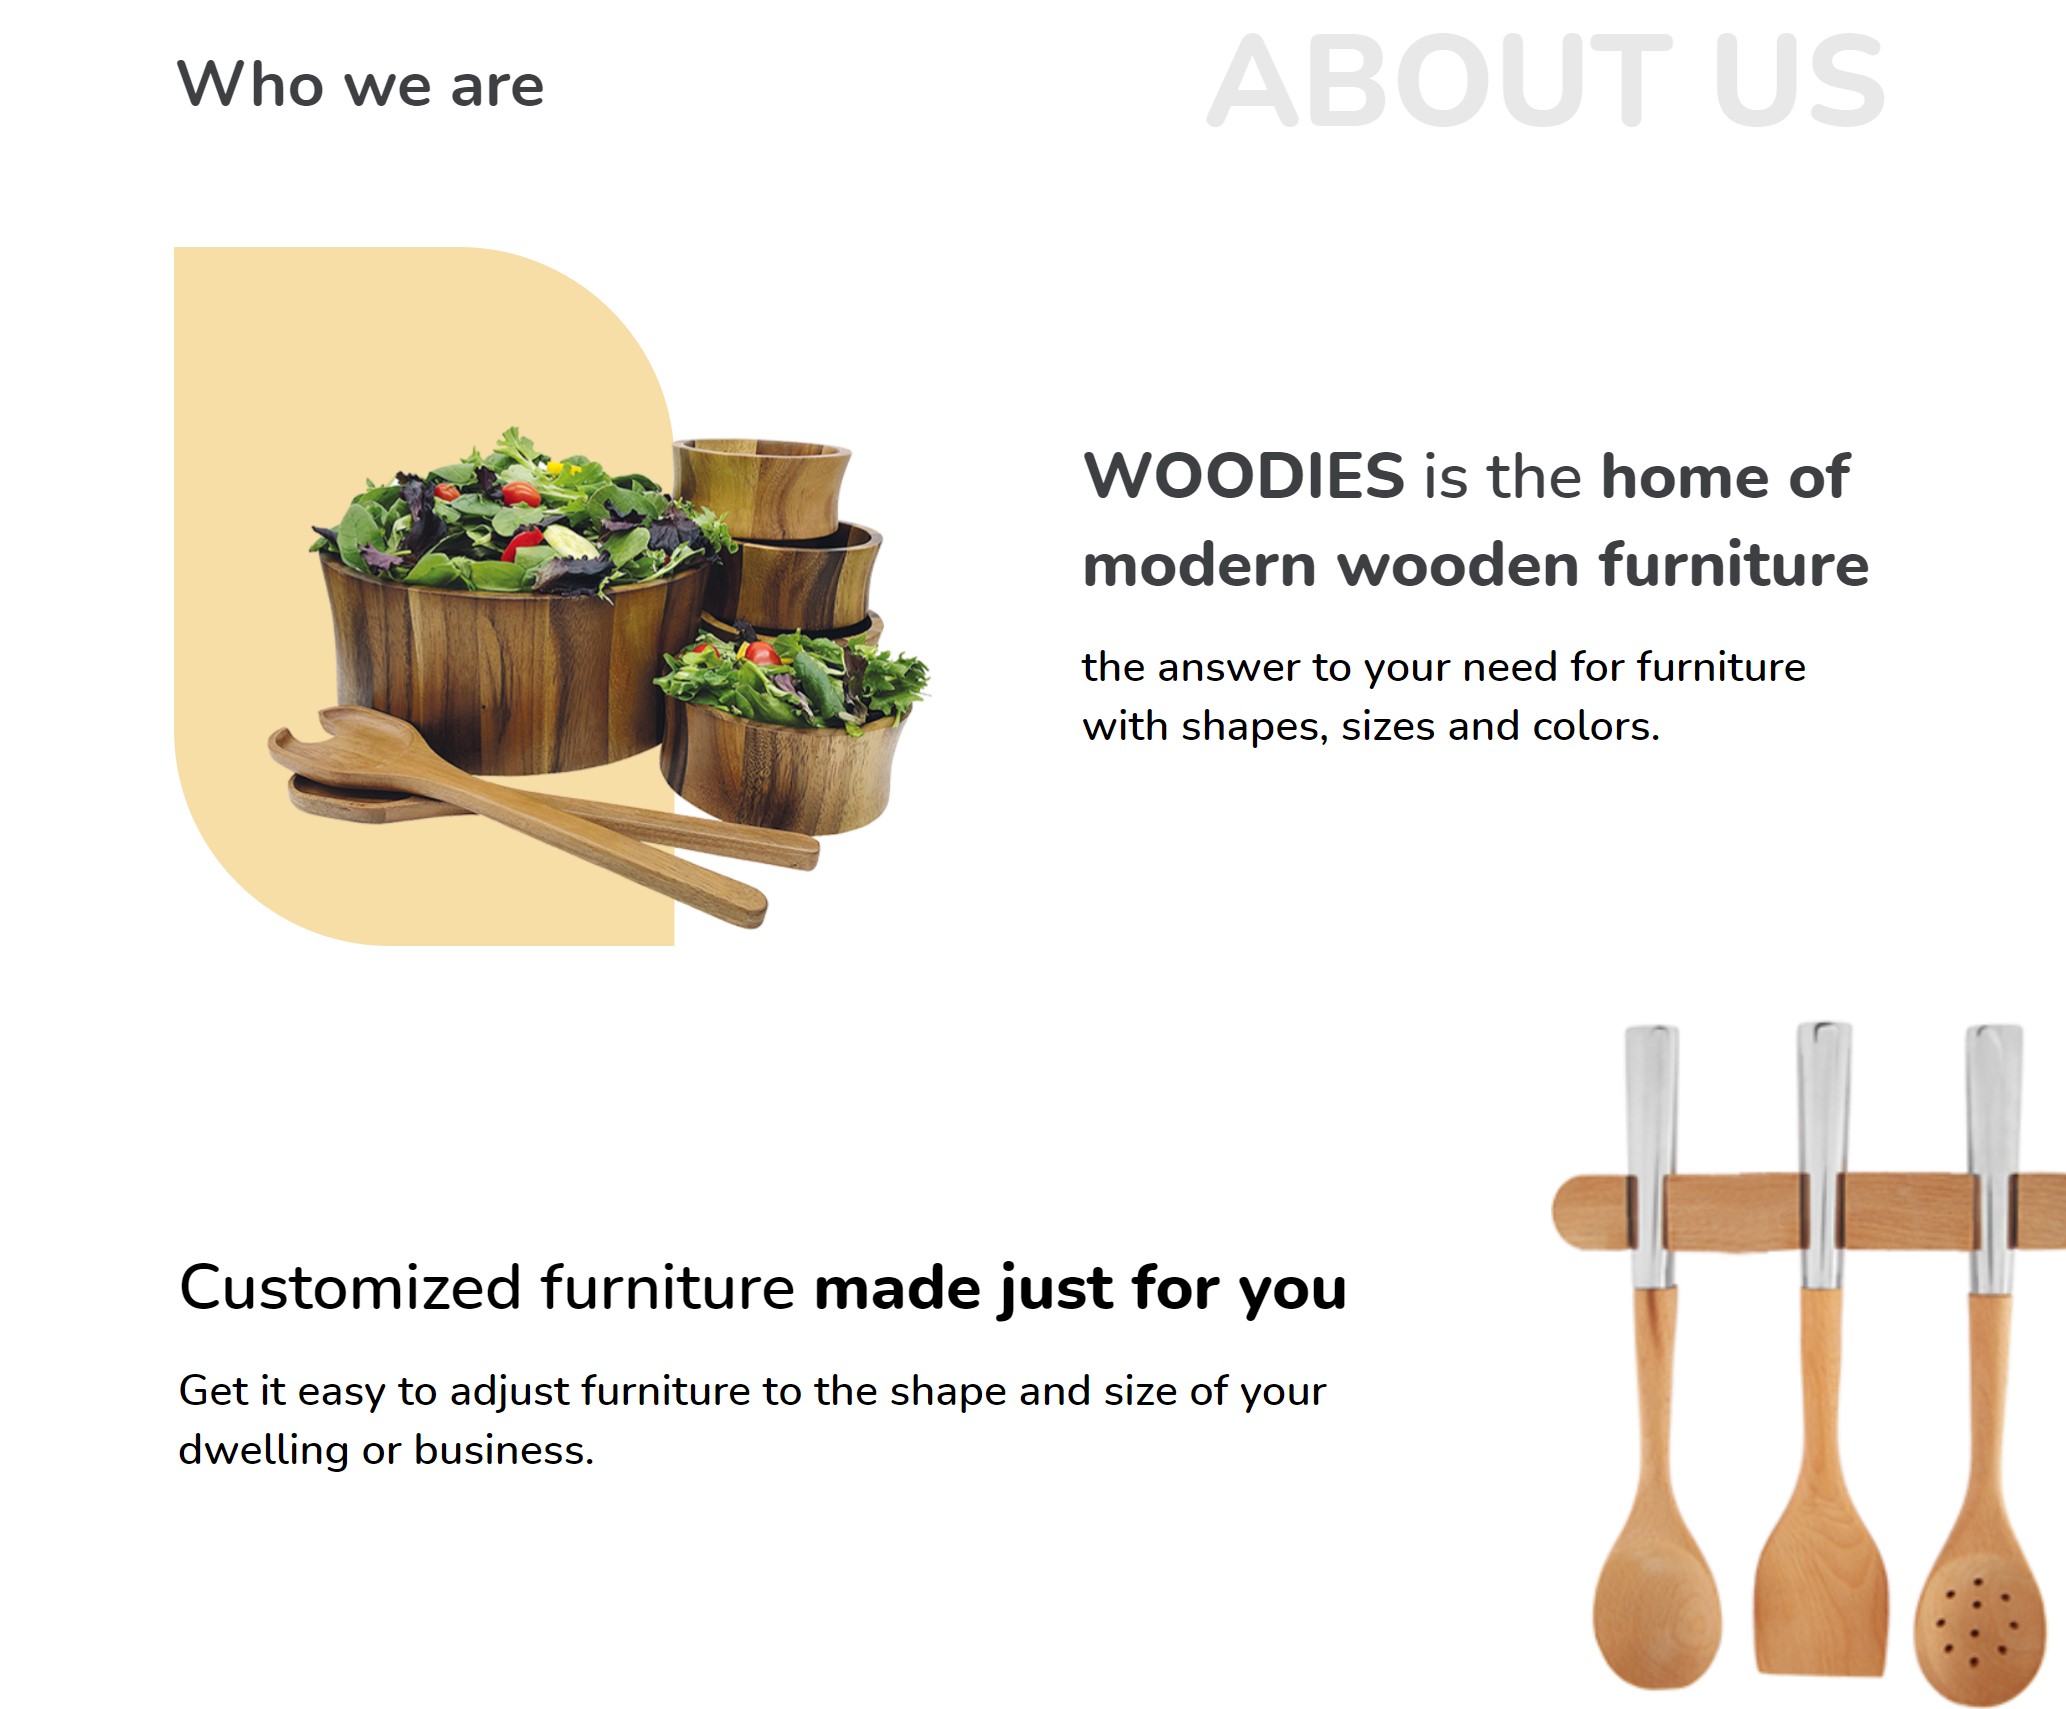 Who we are
ABOUT US
WOODIES is the home of
modern wooden furniture
the answer to your need for furniture
with shapes, sizes and colors.
Customized furniture made just for you
Get it easy to adjust furniture to the shape and size of your
dwelling or business.